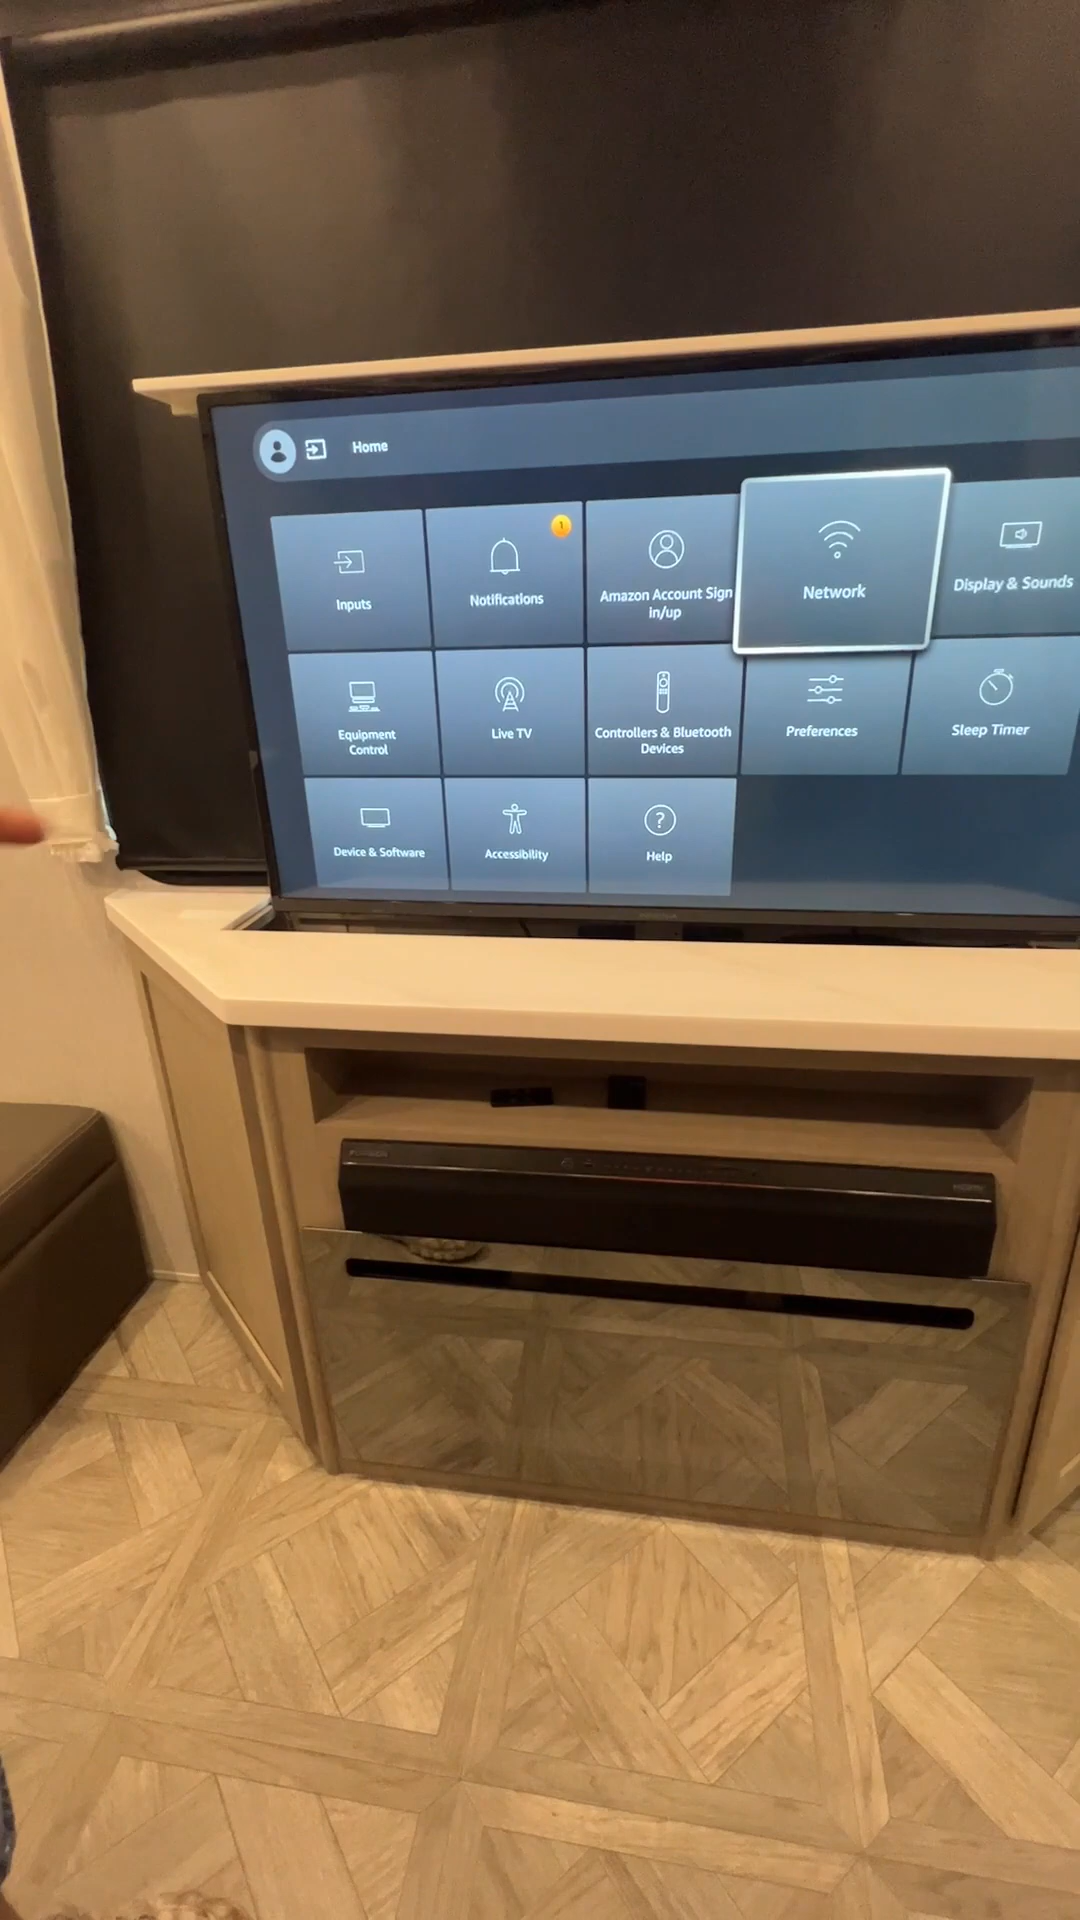 Home
1
Inputs
Notifications
Amazon Account Sign
in/up
Network
Display & Sounds
Equipment
Control
Live TV
Controllers & Bluetooth
Devices
Preferences
Sleep Timer
Device & Software
Accessibility
?
Help